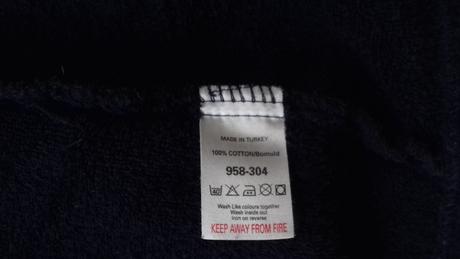 MADE IN TURKEY
100% COTTON/Bomuld
958-304
40
Wash Like colours together
Wash inside out
iron on reverse
KEEP AWAY FROM FIRE